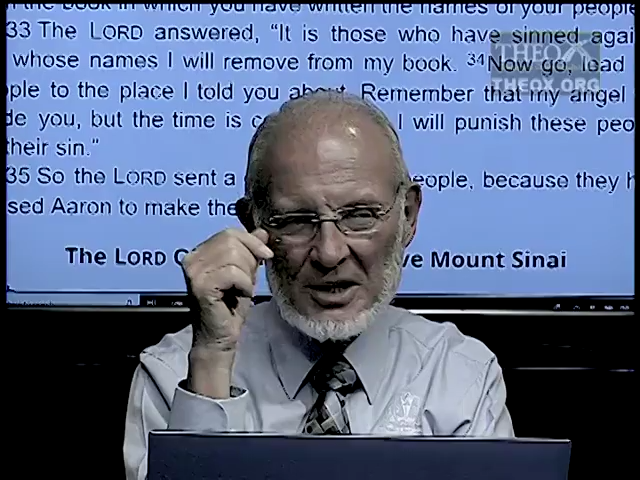 the book in which you have written the names of your people
33 The LORD answered, "It is those who have sinned agai
whose names I will remove from my book. 34Now go, lead
ple to the place I told you about. Remember that my angel
de you, but the time is c I will punish these peo
their sin."
35 So the LORD sent a eople, because they h
sed Aaron to make the
The LORD O ve Mount Sinai
THEOX
THEOX.ORG